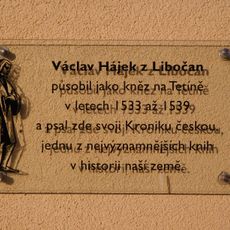 Václav Hájek z Libočan
působil jako kněz na Tetíně
v letech 1533 až 1539
a psal zde svoji Kroniku českou,
jednu z nejvýznamnějších knih
v historii naší země.